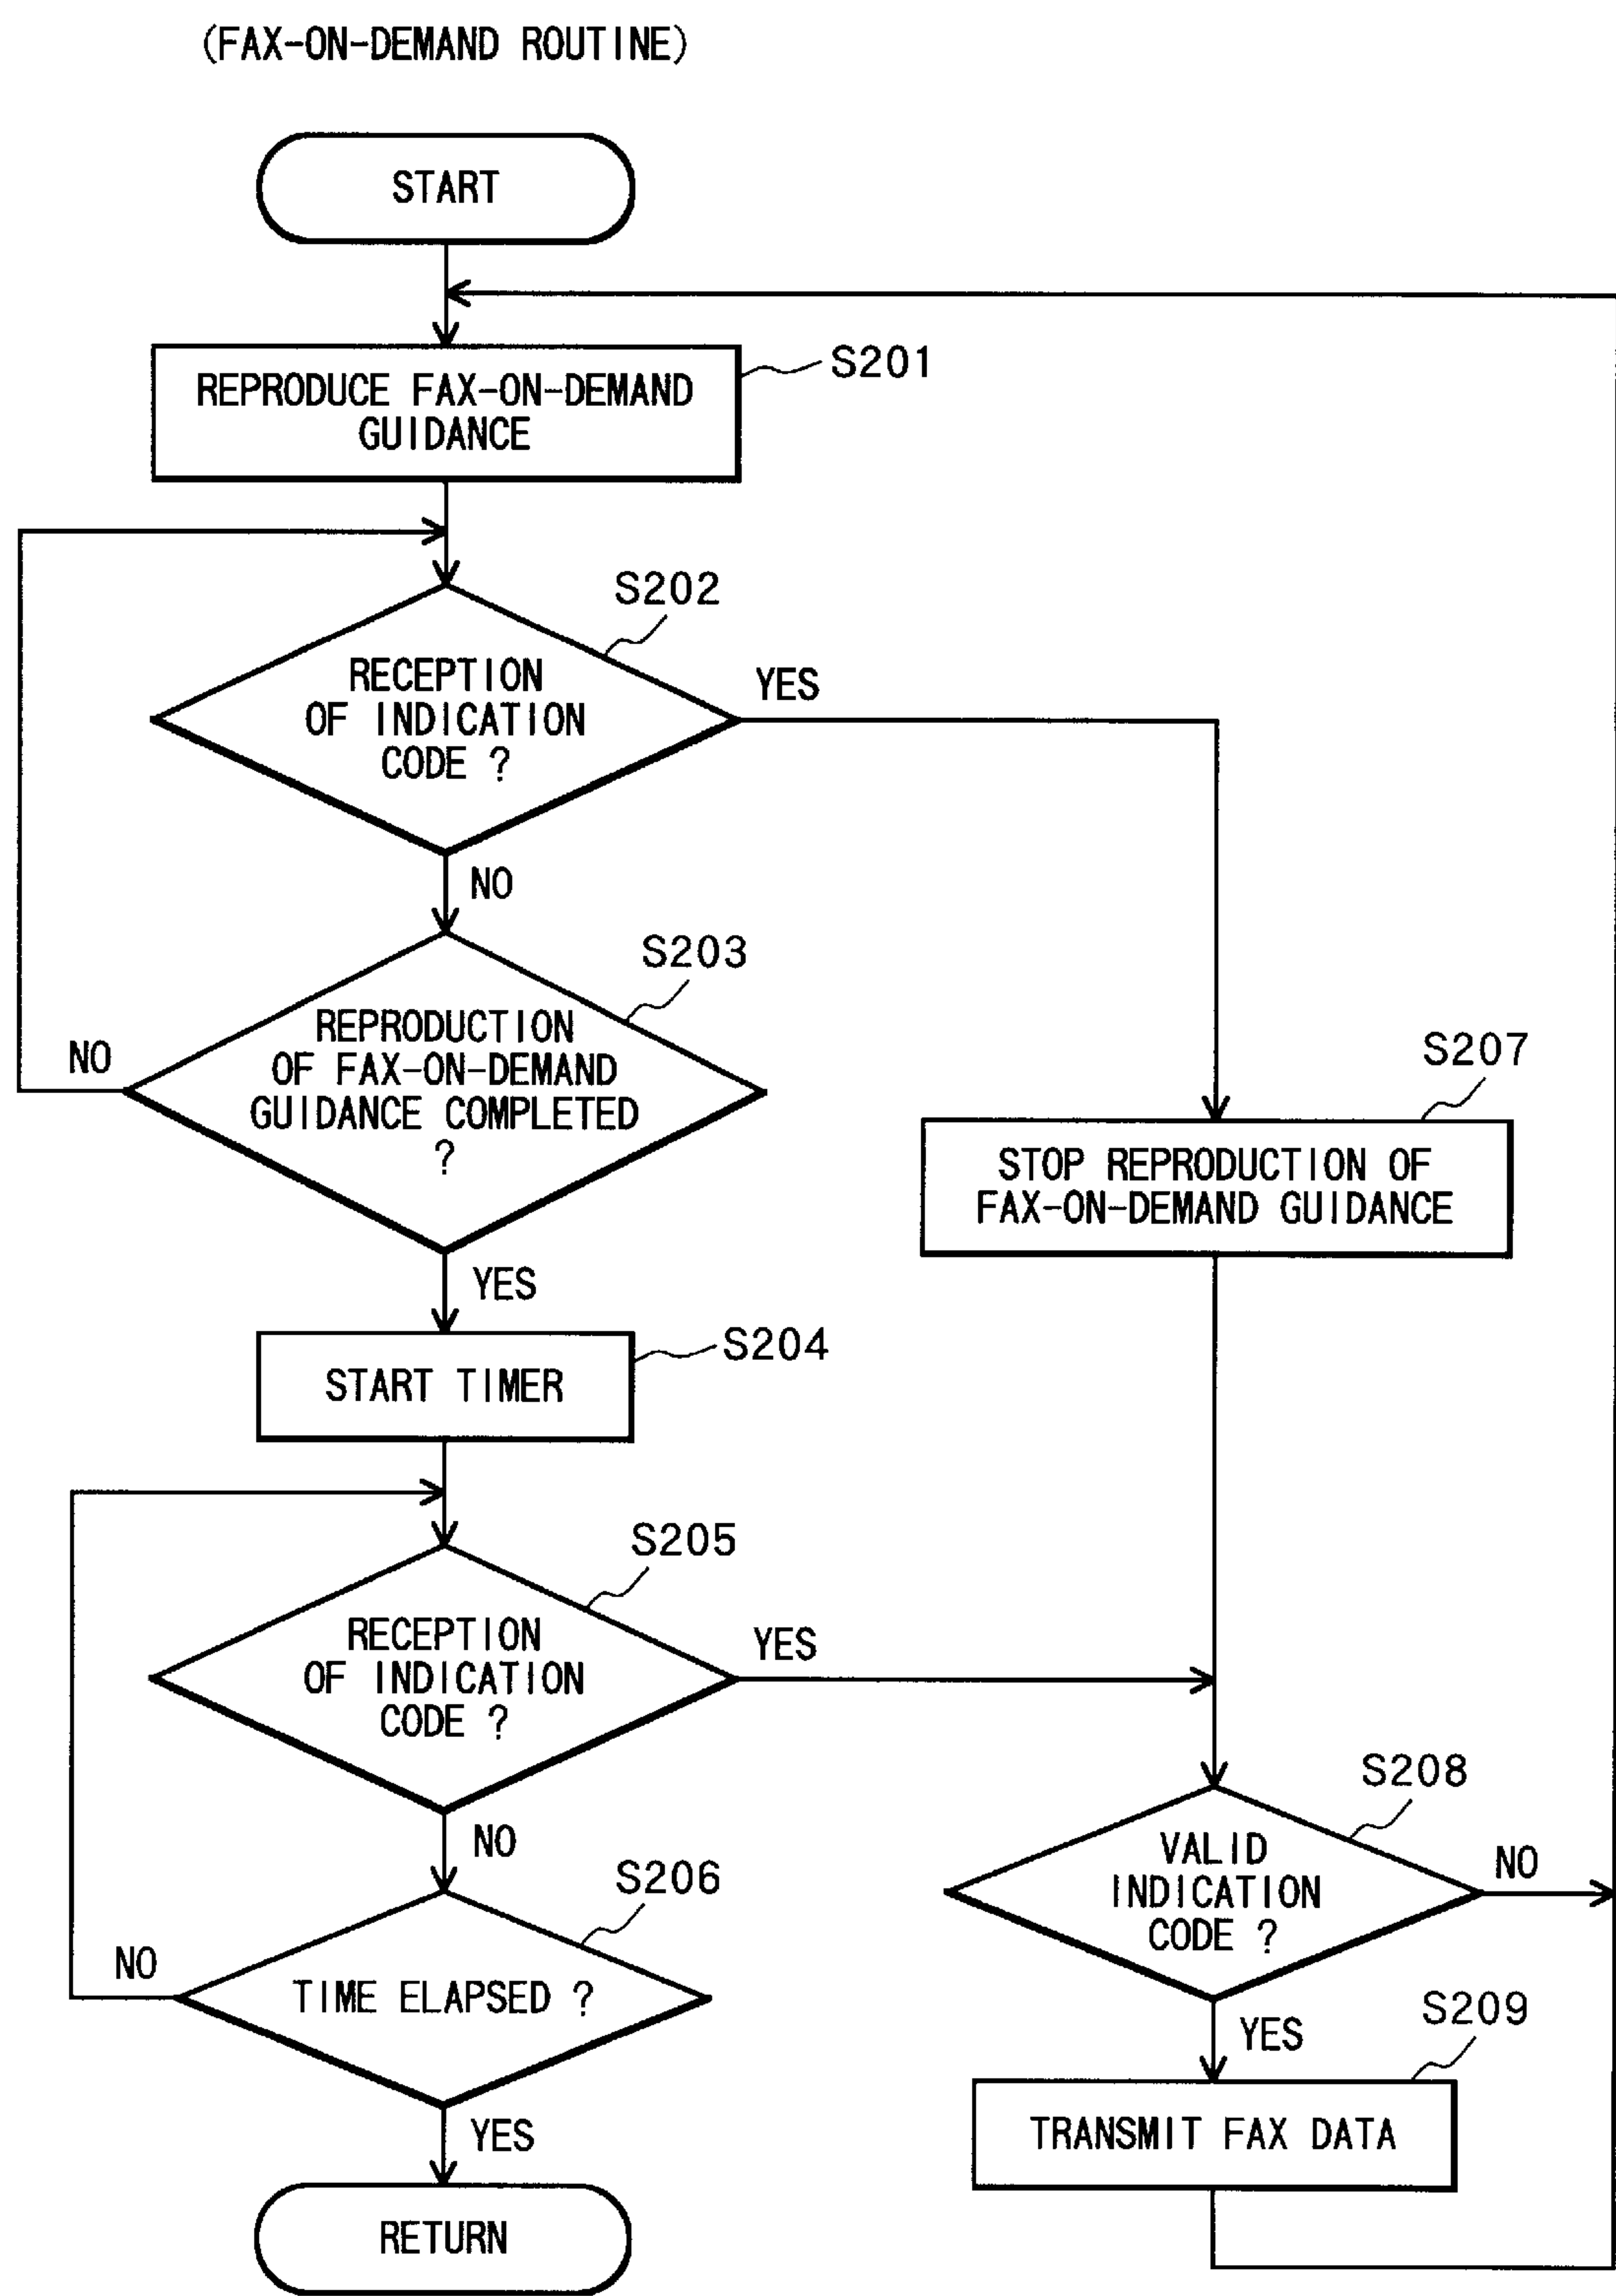 (FAX-ON-DEMAND ROUTINE)
START
S201
REPRODUCE FAX-ON-DEMAND
GUIDANCE
S202
RECEPTION
OF INDICATION
CODE ?
YES
NO
S203
REPRODUCTION
OF FAX-ON-DEMAND
GUIDANCE COMPLETED
?
NO
YES
S207
STOP REPRODUCTION OF
FAX-ON-DEMAND GUIDANCE
S204
START TIMER
S205
RECEPTION
OF INDICATION
CODE ?
YES
NO
S206
TIME ELAPSED ?
NO
YES
S208
VALID
INDICATION
CODE ?
NO
YES
S209
TRANSMIT FAX DATA
RETURN